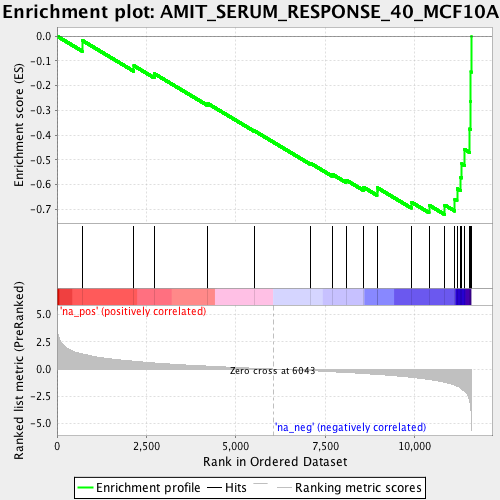 Enrichment plot: AMIT_SERUM_RESPONSE_40_MCF10A
Enrichment score (ES)
0.0
-0.1
-0.2
-0.3
-0.4
-0.5
-0.6
-0.7
'na_pos' (positively correlated)
Ranked list metric (PreRanked)
5.0
2.5
0.0
-2.5
-5.0
Zero cross at 6043
'na_neg' (negatively correlated)
0
2,500
5,000
7,500
10,000
Rank in Ordered Dataset
Enrichment profile
Hits
Ranking metric scores